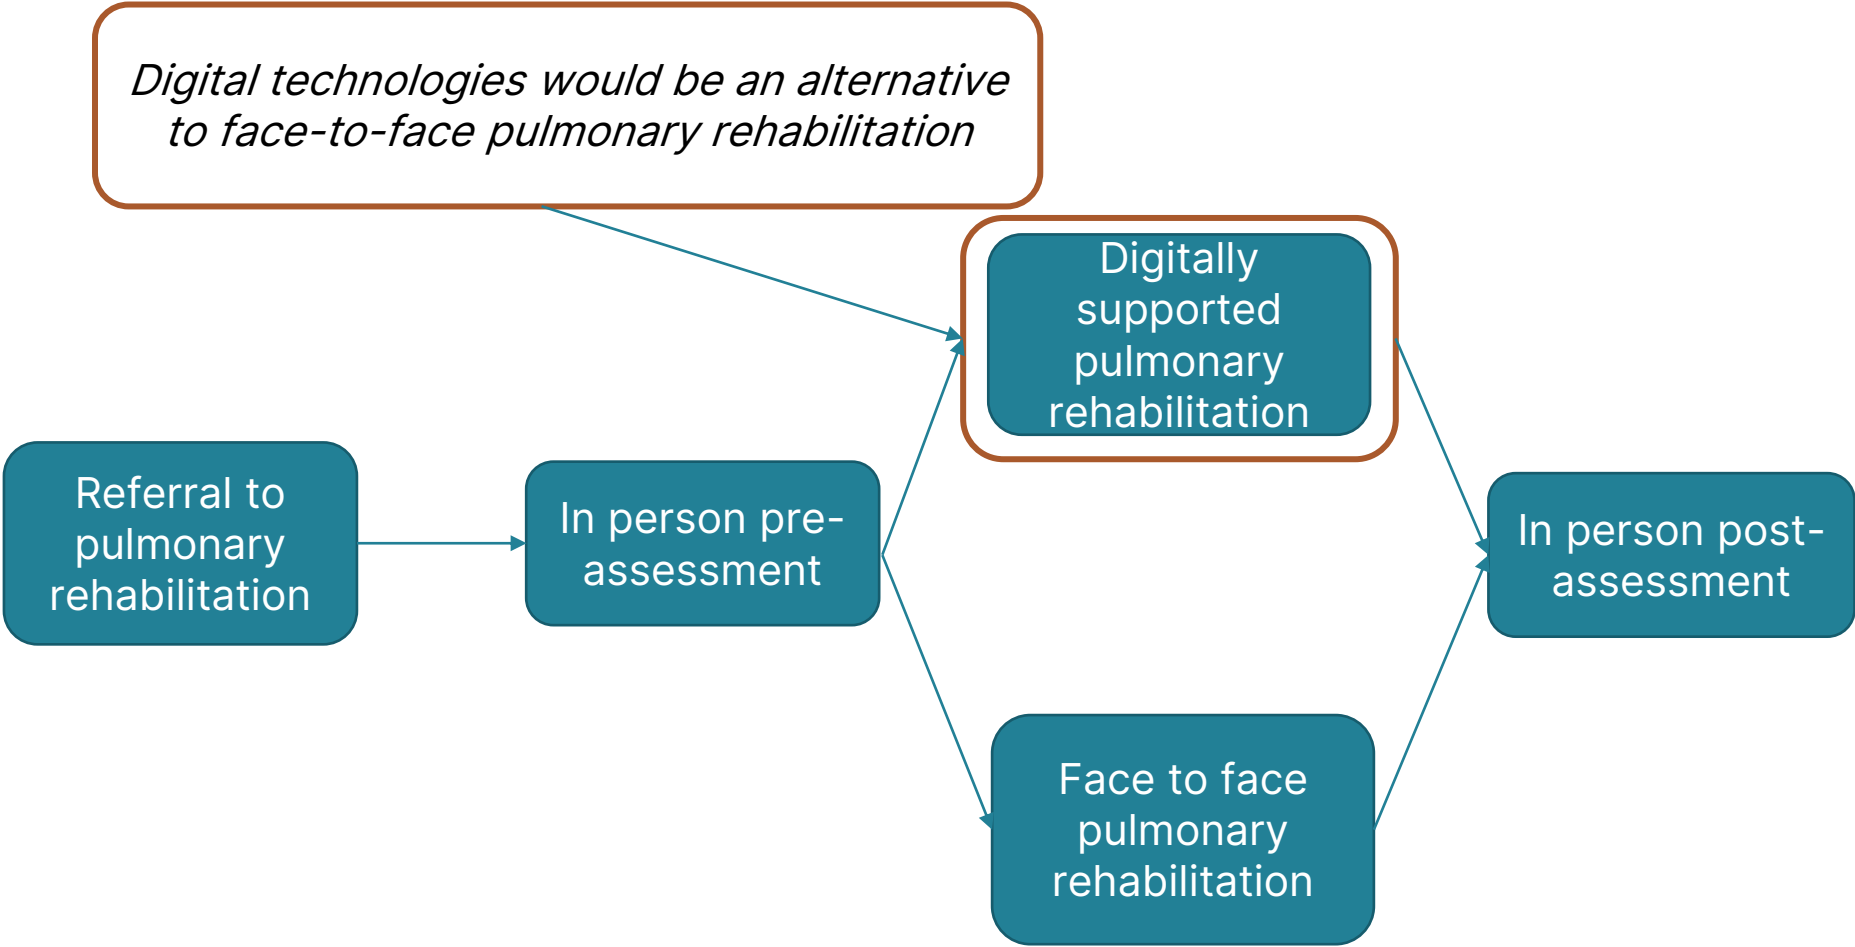 Digital technologies would be an alternative
to face-to-face pulmonary rehabilitation
Digitally
supported
pulmonary
rehabilitation
Referral to
pulmonary
rehabilitation
In person pre-
assessment
In person post-
assessment
Face to face
pulmonary
rehabilitation